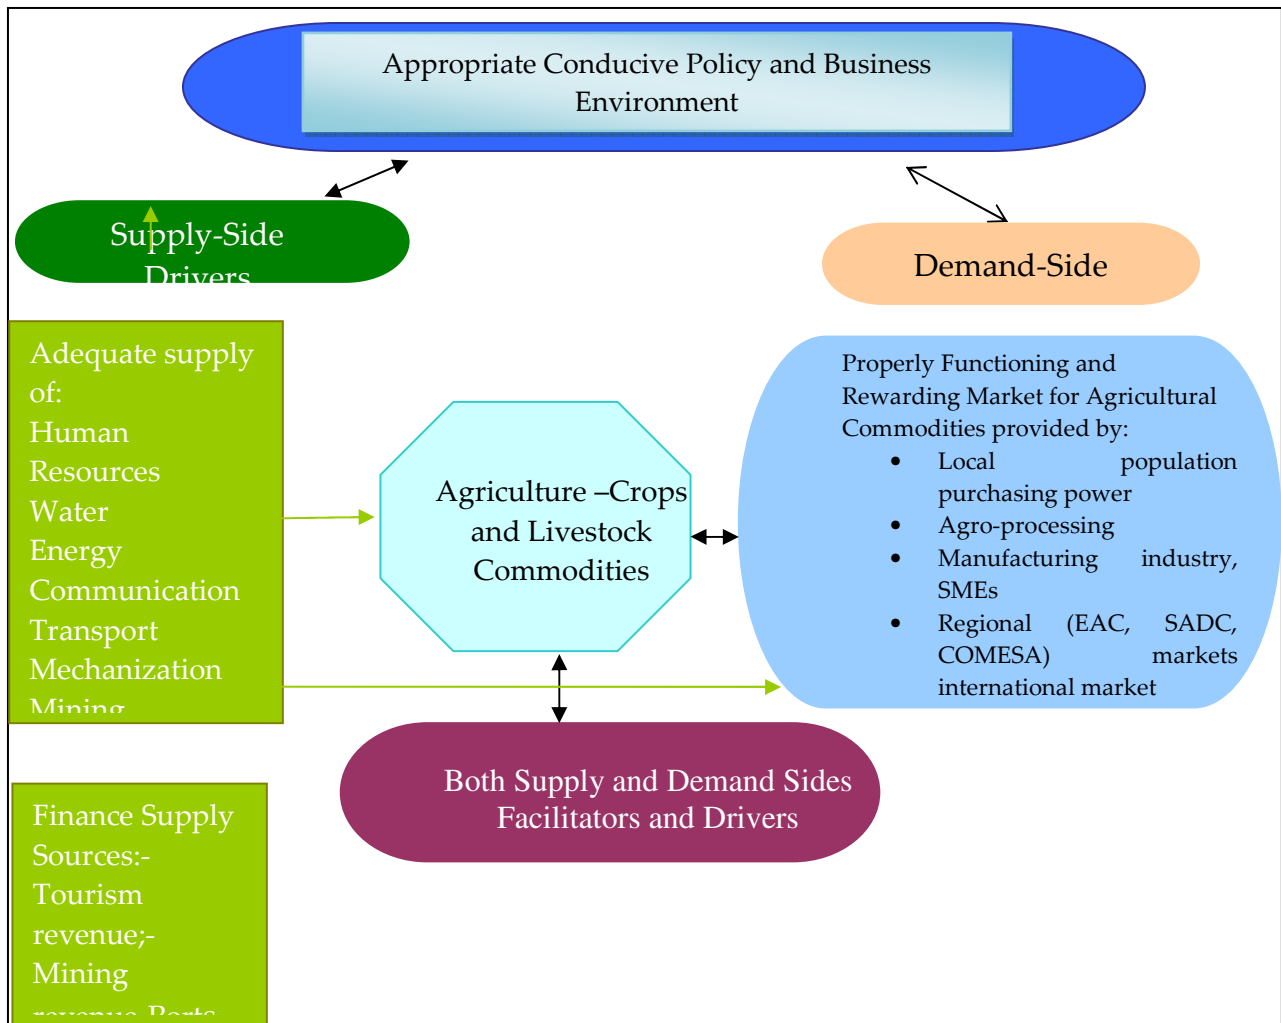 Appropriate Conducive Policy and Business
Environment
Supply-Side
Drivers
Demand-Side
Adequate supply
of:
Human
Resources
Water
Energy
Communication
Transport
Mechanization
Mining
Agriculture –Crops
and Livestock
Commodities
Properly Functioning and
Rewarding Market for Agricultural
Commodities provided by:
• Local population
purchasing power
• Agro-processing
• Manufacturing industry,
SMEs
• Regional (EAC, SADC,
COMESA) markets
international market
Both Supply and Demand Sides
Facilitators and Drivers
Finance Supply
Sources:-
Tourism
revenue;-
Mining
revenue-Ports